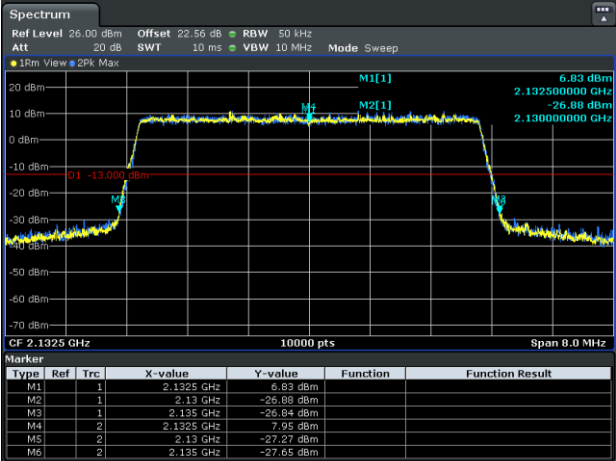 Spectrum
Ref Level 26.00 dBm Offset 22.56 dB RBW 50 kHz
Att 20 dB SWT 10 ms VBW 10 MHz Mode Sweep
1Rm View 2Pk Max
M1[1] 6.83 dBm
2.132500000 GHz
20 dBm
M2[1] -26.88 dBm
2.130000000 GHz
10 dBm
0 dBm
-10 dBm
D1 -13.000 dBm
-20 dBm
-30 dBm
-40 dBm
-50 dBm
-60 dBm
-70 dBm
CF 2.1325 GHz 10000 pts Span 8.0 MHz
Marker
Type Ref Trc X-value Y-value Function Function Result
M1 1 2.1325 GHz 6.83 dBm
M2 1 2.13 GHz -26.88 dBm
M3 1 2.135 GHz -26.84 dBm
M4 2 2.1325 GHz 7.95 dBm
M5 2 2.13 GHz -27.27 dBm
M6 2 2.135 GHz -27.65 dBm